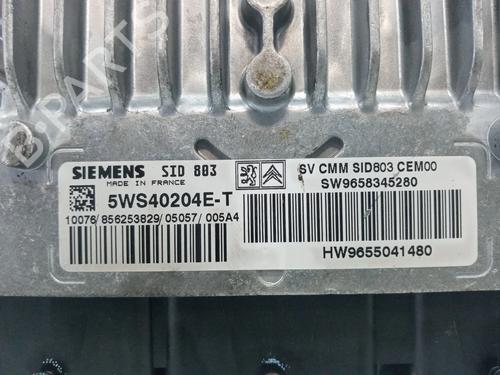 B-PARTS
SIEMENS SID 803
MADE IN FRANCE
5WS40204E-T
10076/856253829/05057/005A4
SV CMM SID803 CEM00
SW9658345280
HW9655041480